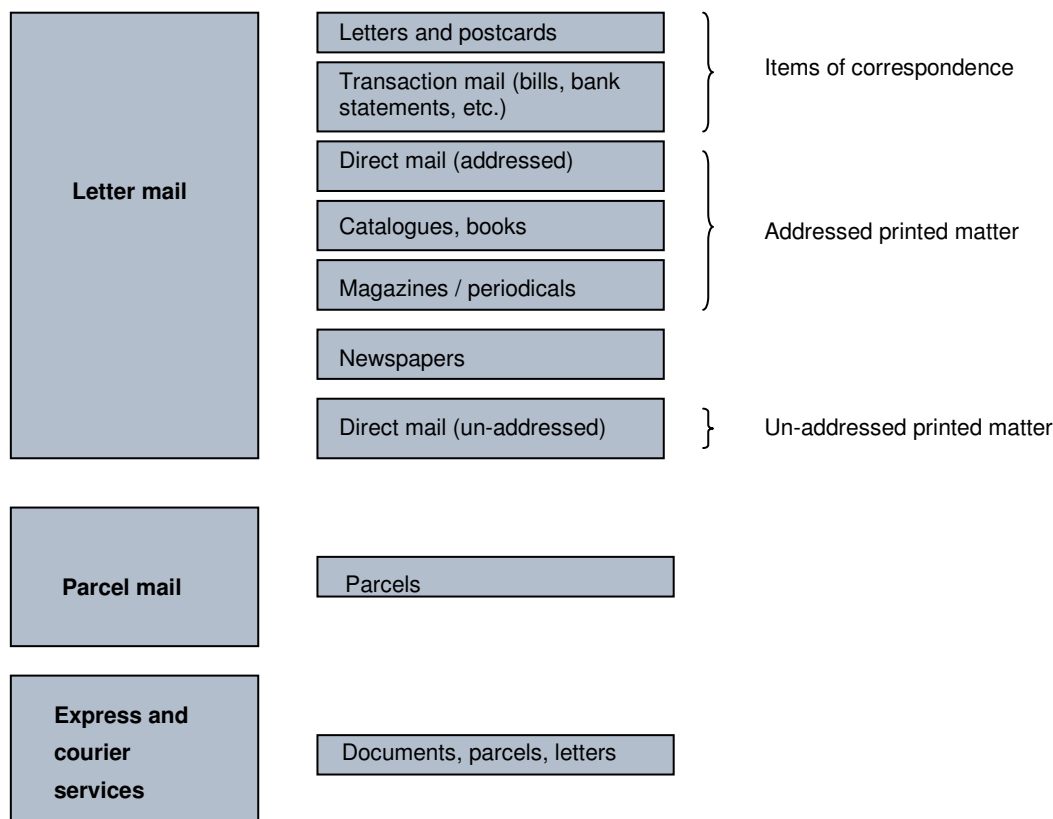 Letter mail
Letters and postcards
Transaction mail (bills, bank
statements, etc.)
Items of correspondence
Direct mail (addressed)
Catalogues, books
Magazines / periodicals
Addressed printed matter
Newspapers
Direct mail (un-addressed)
Un-addressed printed matter
Parcel mail
Parcels
Express and
courier
services
Documents, parcels, letters